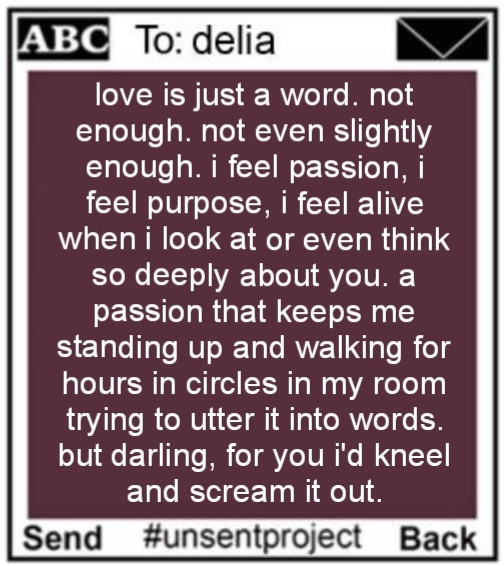 ABC To: delia
love is just a word. not
enough. not even slightly
enough. i feel passion, i
feel purpose, i feel alive
when i look at or even think
so deeply about you. a
passion that keeps me
standing up and walking for
hours in circles in my room
trying to utter it into words.
but darling, for you i'd kneel
and scream it out.
Send #unsentproject Back